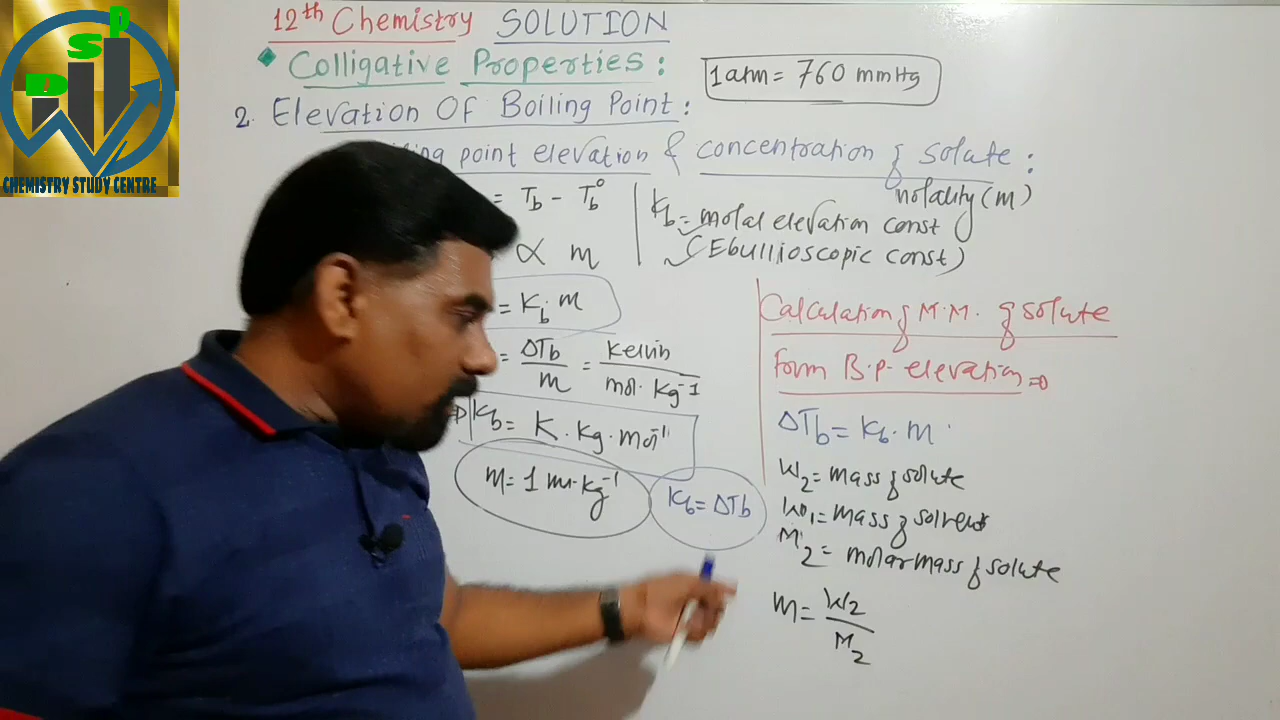 DSP
CHEMISTRY STUDY CENTRE
12th Chemistry SOLUTION
Colligative Properties:
1 atm = 760 mmHg
2. Elevation Of Boiling Point:
point elevation & concentration of solute:
molality (m)
= Tb - Tb°
Kb = molal elevation const
(Ebullioscopic const)
∝ m
= Kb · m
= ΔTb / m = Kelvin / mol · Kg⁻¹
⇒ Kb = K · Kg · mol⁻¹
m = 1 m · kg⁻¹
Kb = ΔTb
Calculation of M.M. of solute
form B.P. elevation ⇒
ΔTb = Kb · m
W2 = mass of solute
W1 = mass of solvent
M2 = molar mass of solute
m = W2 / M2